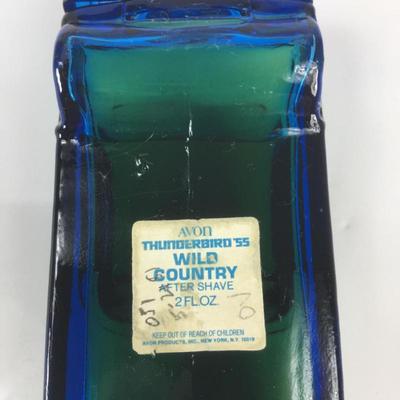 AVON
THUNDERBIRD '55
WILD
COUNTRY
AFTER SHAVE
2 FL. OZ.
KEEP OUT OF REACH OF CHILDREN
AVON PRODUCTS, INC., NEW YORK, N.Y. 10019